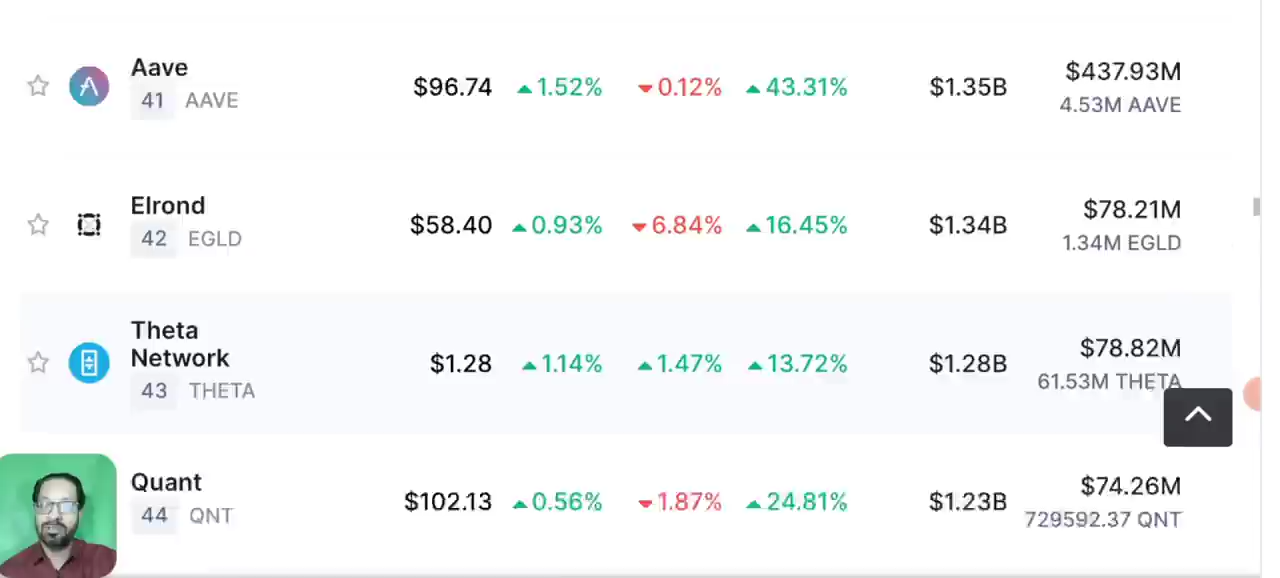 Aave
41 AAVE
$96.74 1.52% 0.12% 43.31% $1.35B $437.93M
4.53M AAVE
Elrond
42 EGLD
$58.40 0.93% 6.84% 16.45% $1.34B $78.21M
1.34M EGLD
Theta
Network
43 THETA
$1.28 1.14% 1.47% 13.72% $1.28B $78.82M
61.53M THETA
Quant
44 QNT
$102.13 0.56% 1.87% 24.81% $1.23B $74.26M
729592.37 QNT